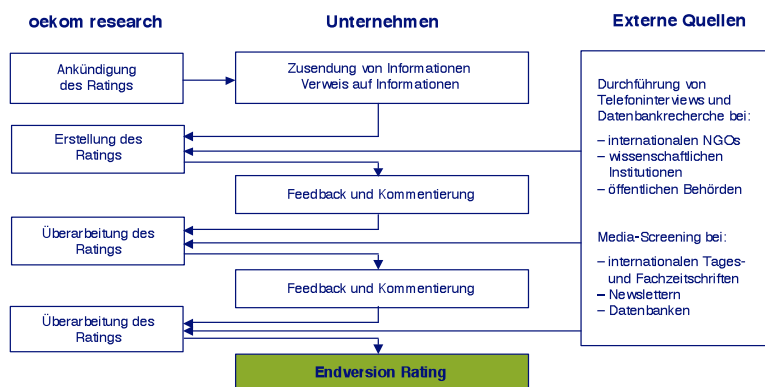 oekom research
Unternehmen
Externe Quellen
Ankündigung
des Ratings
Zusendung von Informationen
Verweis auf Informationen
Erstellung des
Ratings
Feedback und Kommentierung
Überarbeitung des
Ratings
Feedback und Kommentierung
Überarbeitung des
Ratings
Endversion Rating
Durchführung von
Telefoninterviews und
Datenbankrecherche bei:
– internationalen NGOs
– wissenschaftlichen
Institutionen
– öffentlichen Behörden
Media-Screening bei:
– internationalen Tages-
und Fachzeitschriften
– Newslettern
– Datenbanken